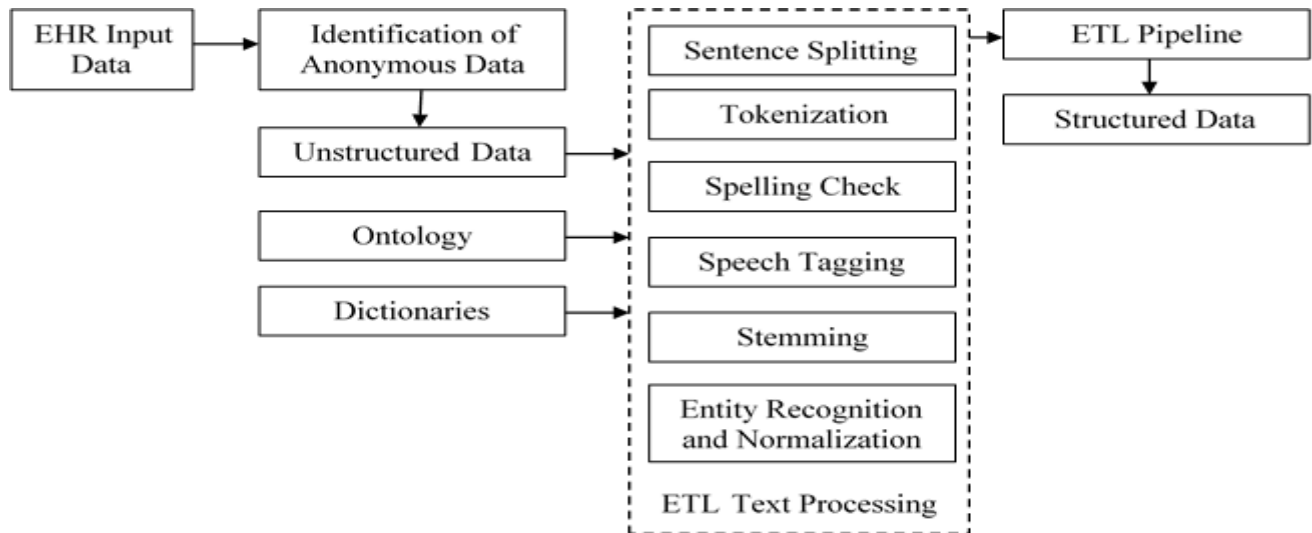 EHR Input
Data
Identification of
Anonymous Data
Unstructured Data
Ontology
Dictionaries
Sentence Splitting
Tokenization
Spelling Check
Speech Tagging
Stemming
Entity Recognition
and Normalization
ETL Text Processing
ETL Pipeline
Structured Data